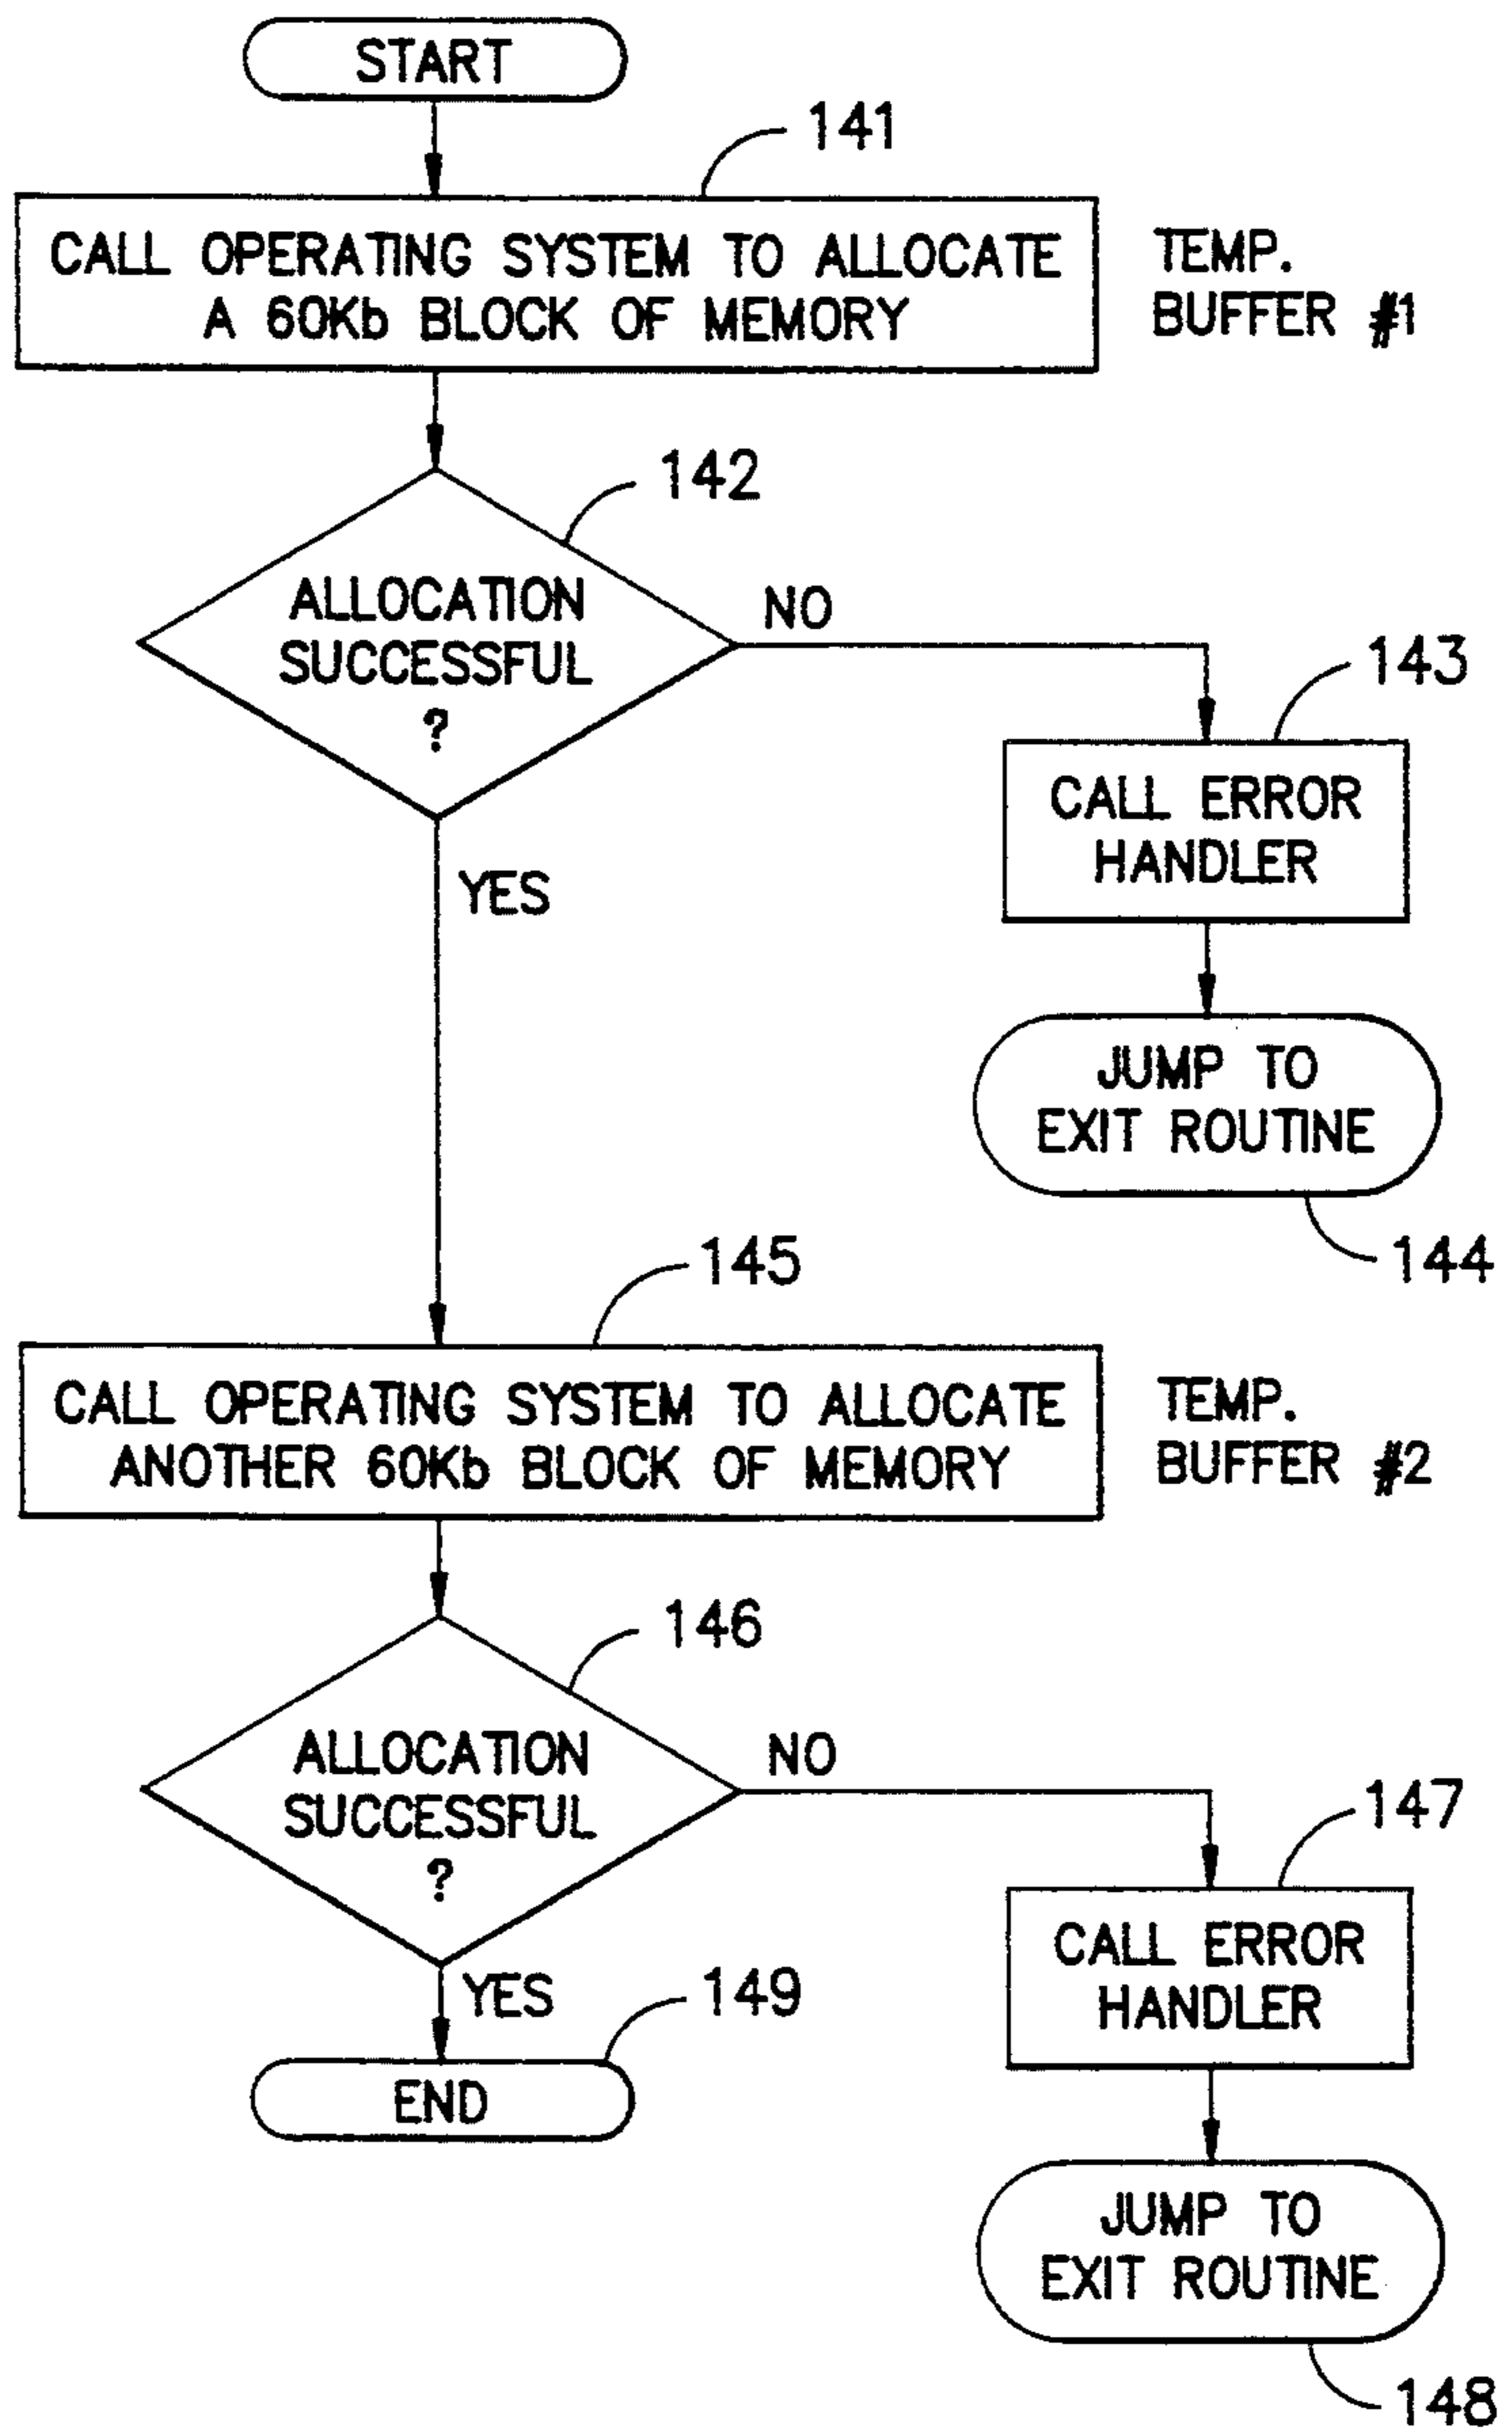 START
141
CALL OPERATING SYSTEM TO ALLOCATE
A 60Kb BLOCK OF MEMORY
TEMP.
BUFFER #1
142
ALLOCATION
SUCCESSFUL
?
NO
YES
143
CALL ERROR
HANDLER
JUMP TO
EXIT ROUTINE
144
145
CALL OPERATING SYSTEM TO ALLOCATE
ANOTHER 60Kb BLOCK OF MEMORY
TEMP.
BUFFER #2
146
ALLOCATION
SUCCESSFUL
?
NO
YES
147
CALL ERROR
HANDLER
149
END
JUMP TO
EXIT ROUTINE
148